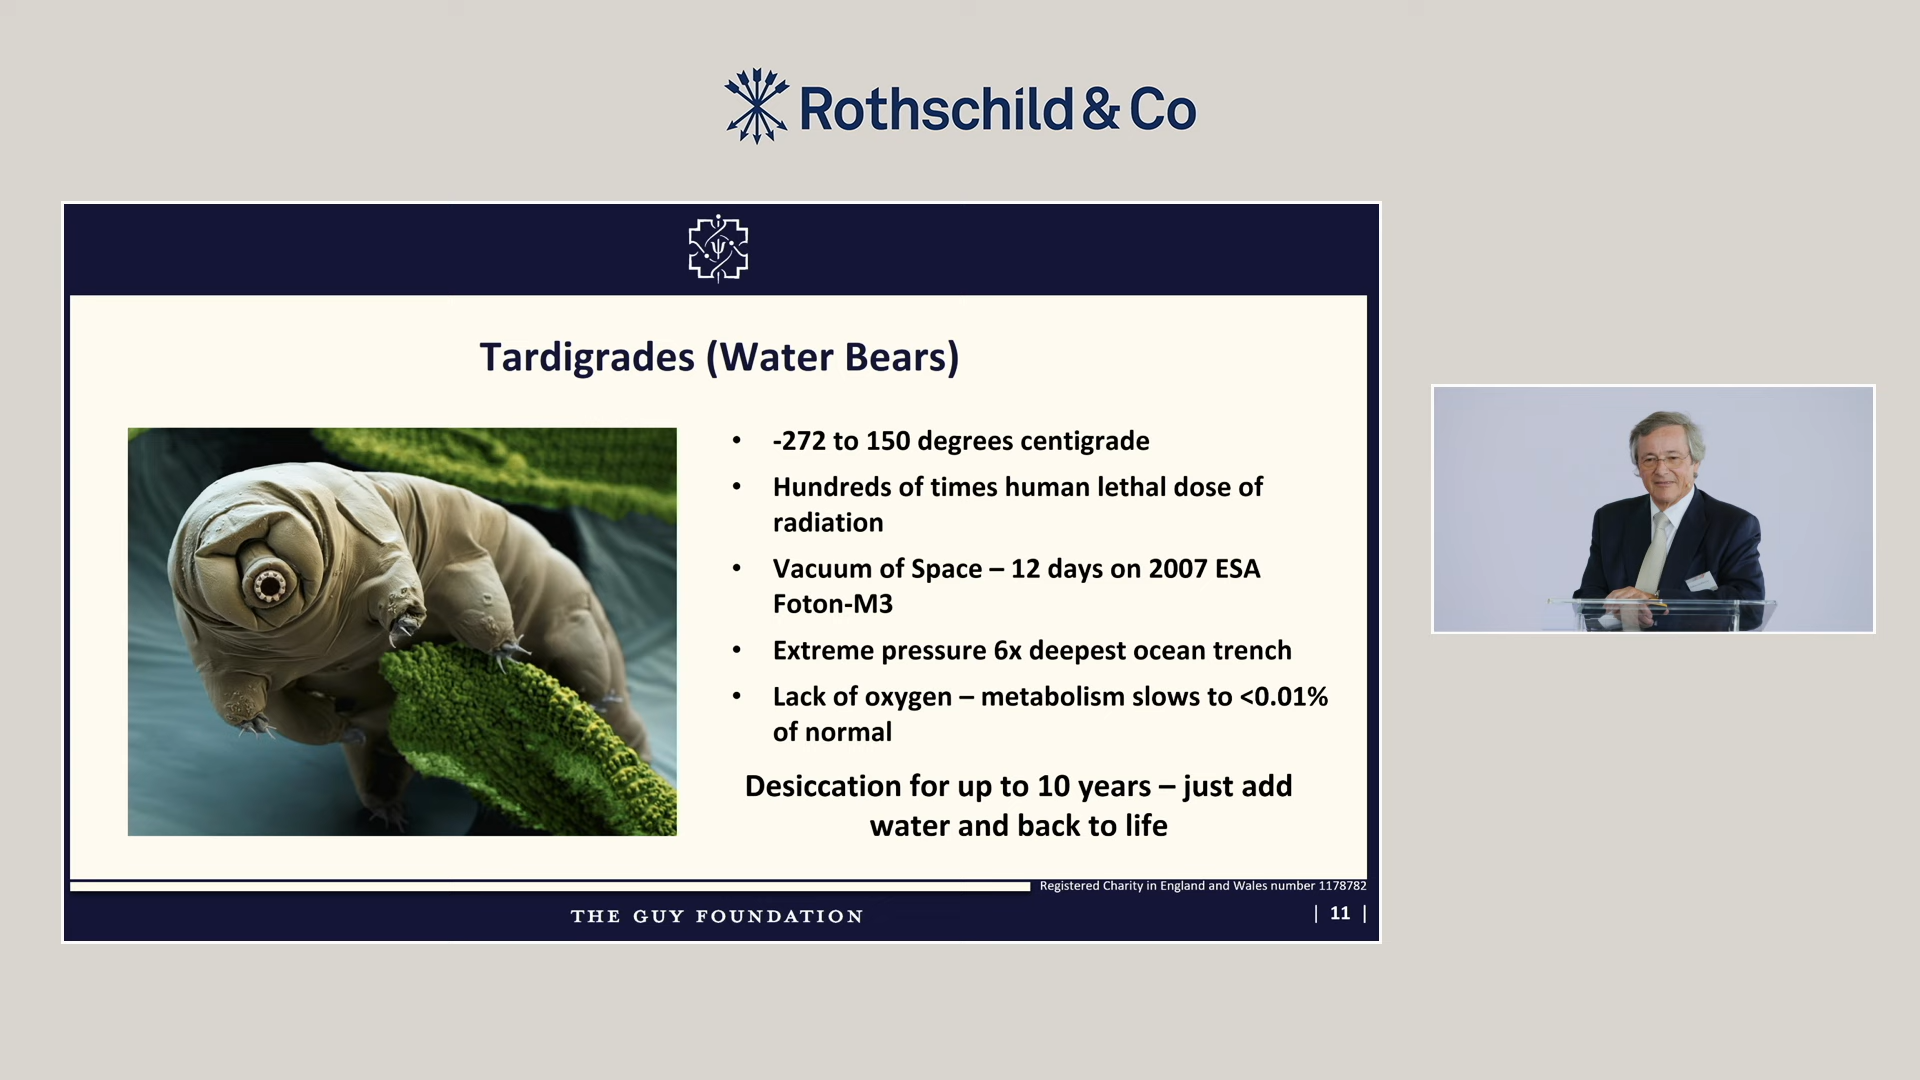 Rothschild & Co
Tardigrades (Water Bears)
• -272 to 150 degrees centigrade
• Hundreds of times human lethal dose of
radiation
• Vacuum of Space – 12 days on 2007 ESA
Foton-M3
• Extreme pressure 6x deepest ocean trench
• Lack of oxygen – metabolism slows to <0.01%
of normal
Desiccation for up to 10 years – just add
water and back to life
Registered Charity in England and Wales number 1178782
THE GUY FOUNDATION
| 11 |